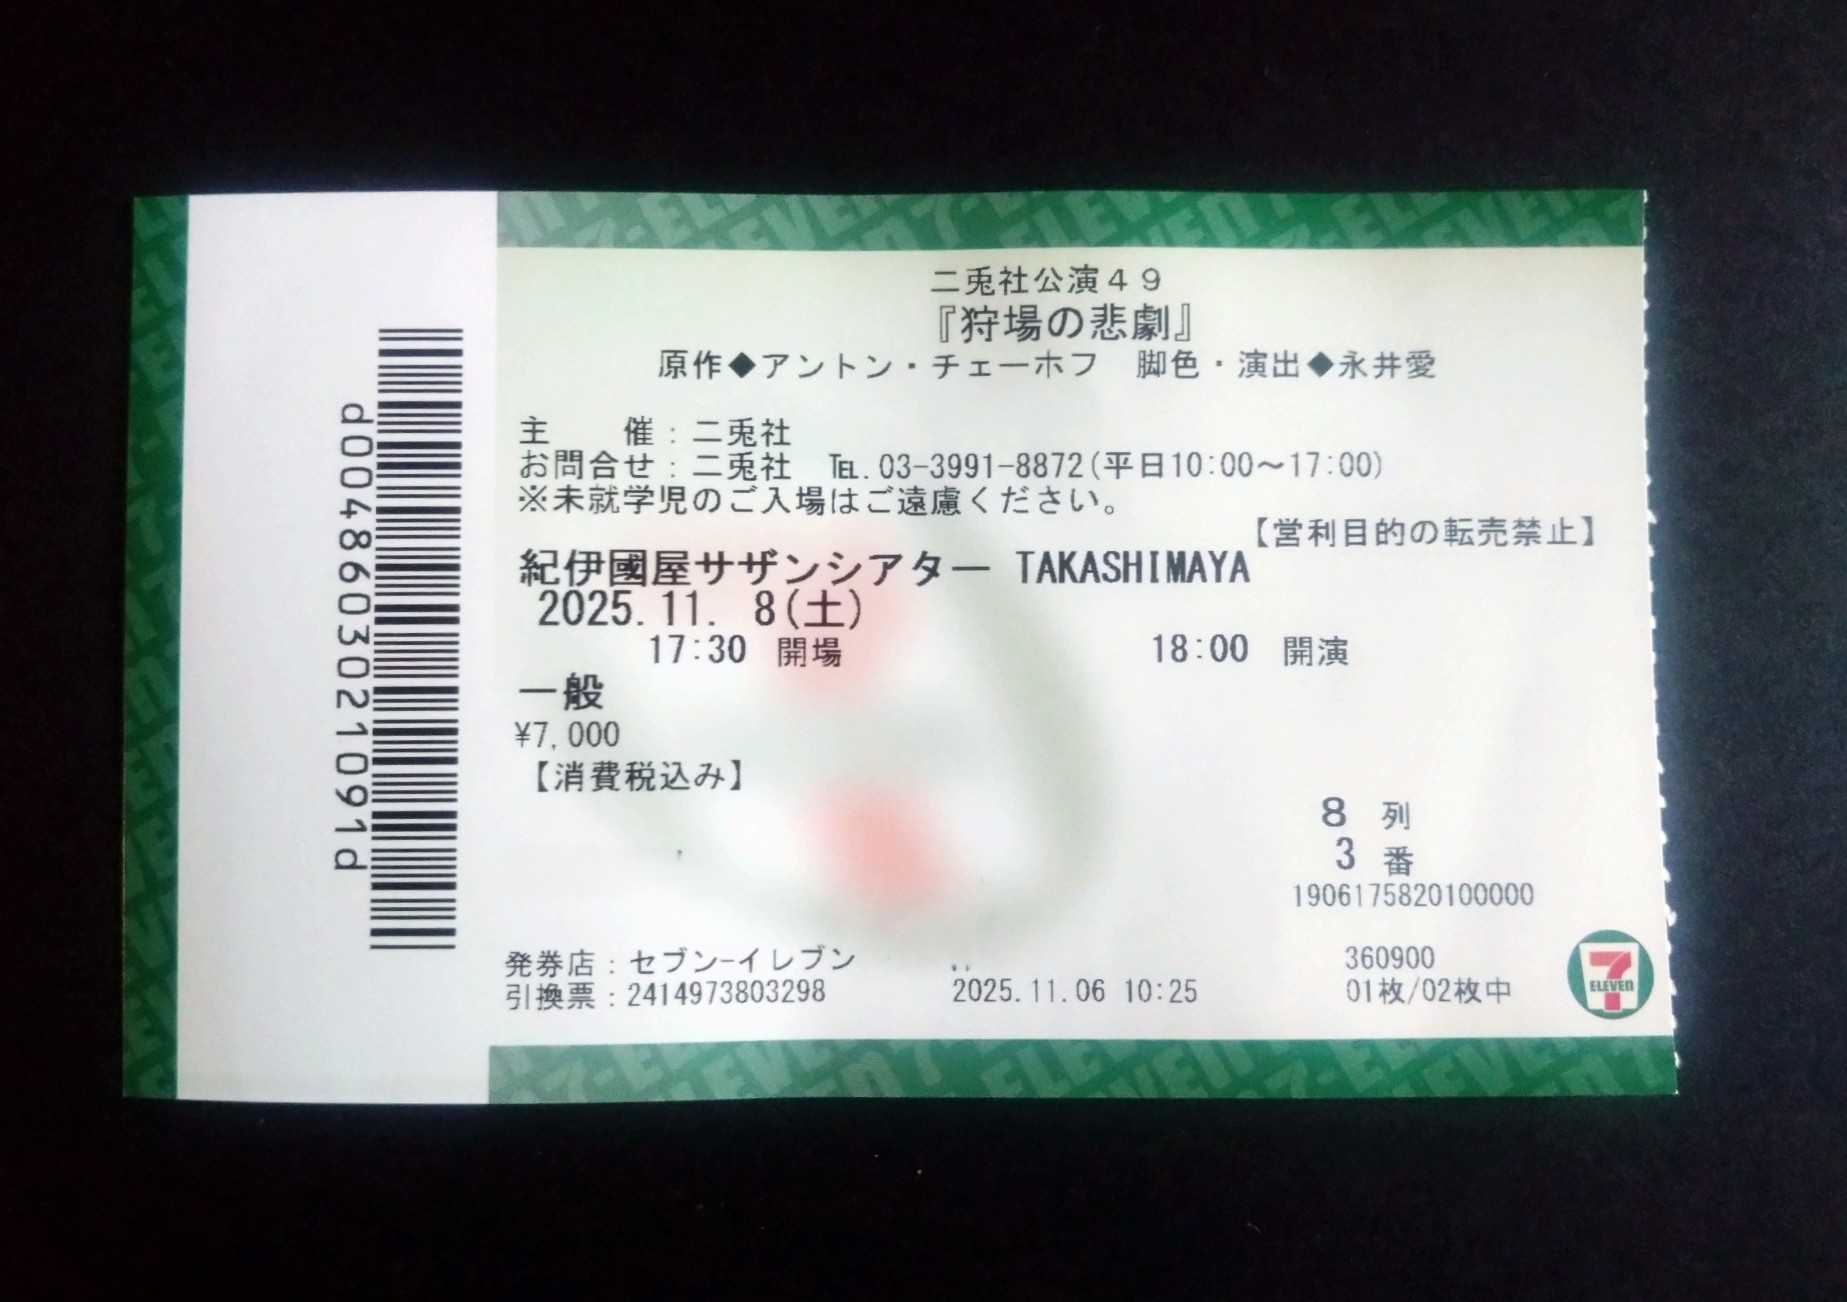 二兎社公演49
『狩場の悲劇』
原作◆アントン・チェーホフ　脚色・演出◆永井愛
主　　催：二兎社
お問合せ：二兎社　℡.03-3991-8872(平日10:00～17:00)
※未就学児のご入場はご遠慮ください。
【営利目的の転売禁止】
紀伊國屋サザンシアター TAKASHIMAYA
2025.11. 8(土)
17:30 開場　18:00 開演
一般
¥7,000
【消費税込み】
8 列
3 番
1906175820100000
発券店：セブン-イレブン　360900
引換票：2414973803298　2025.11.06 10:25　01枚/02枚中
7 ELEVEn
d0048603021091d